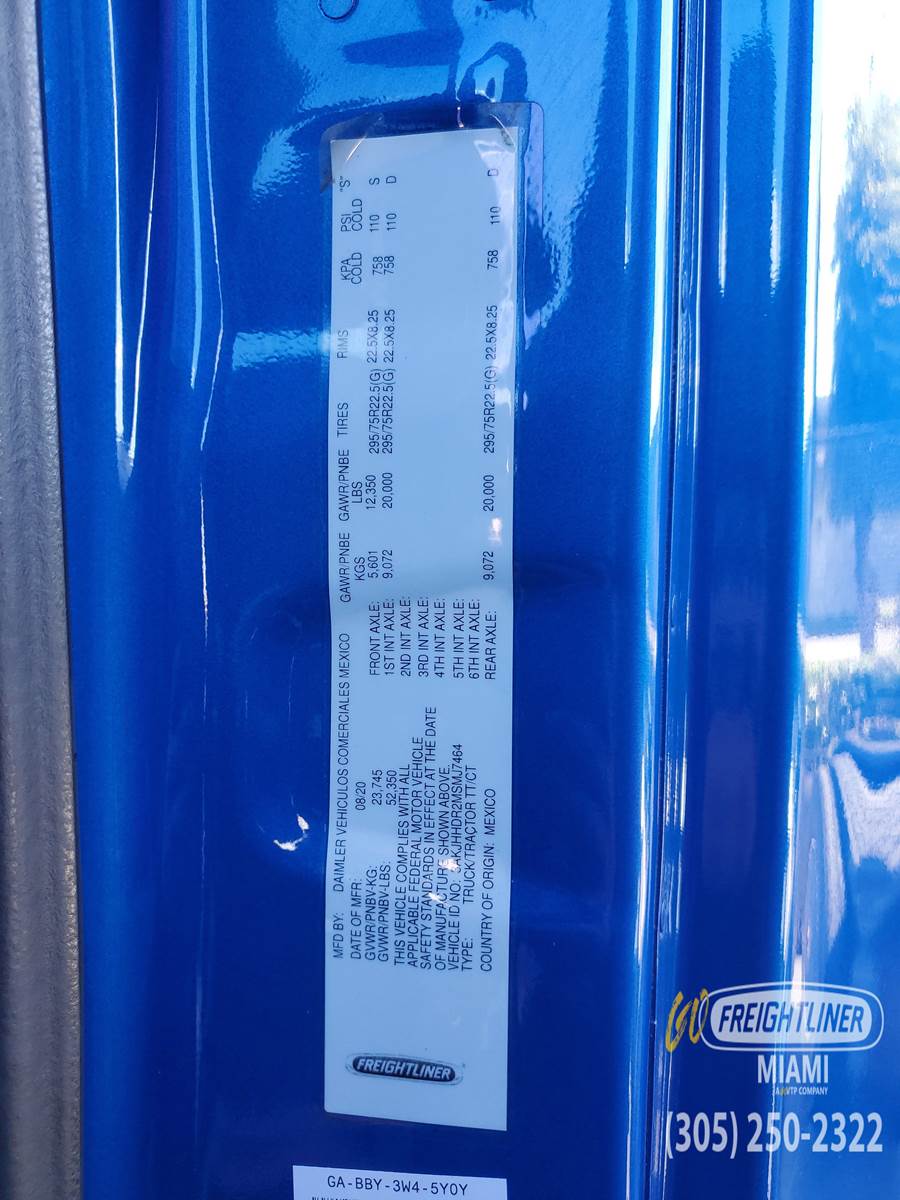 MFD BY: DAIMLER VEHICULOS COMERCIALES MEXICO
DATE OF MFR: 08/20
GVWR/PNBV-KG: 23,745
GVWR/PNBV-LBS: 52,350
THIS VEHICLE COMPLIES WITH ALL
APPLICABLE FEDERAL MOTOR VEHICLE
SAFETY STANDARDS IN EFFECT AT THE DATE
OF MANUFACTURE SHOWN ABOVE.
VEHICLE ID NO.:
TYPE: TRUCK/TRACTOR TT/CT
COUNTRY OF ORIGIN: MEXICO
GAWR/PNBE GAWR/PNBE TIRES RIMS KPA PSI "S"
KGS LBS COLD COLD
FRONT AXLE: 5,601 12,350 295/75R22.5(G) 22.5X8.25 758 110 S
1ST INT AXLE: 9,072 20,000 295/75R22.5(G) 22.5X8.25 758 110 D
2ND INT AXLE:
3RD INT AXLE:
4TH INT AXLE:
5TH INT AXLE:
6TH INT AXLE:
REAR AXLE: 9,072 20,000 295/75R22.5(G) 22.5X8.25 758 110 D
FREIGHTLINER
GA-BBY-3W4-5Y0Y
FREIGHTLINER
MIAMI
A VTP COMPANY
(305) 250-2322